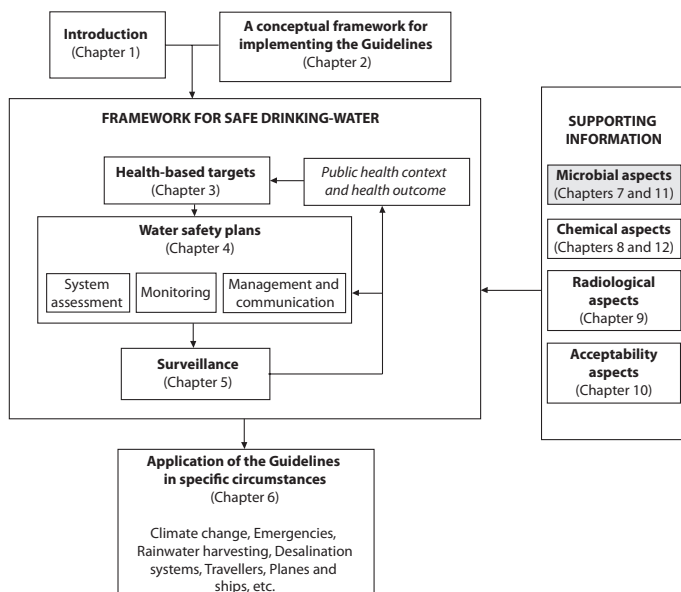 Introduction
(Chapter 1)
A conceptual framework for
implementing the Guidelines
(Chapter 2)
FRAMEWORK FOR SAFE DRINKING-WATER
Health-based targets
(Chapter 3)
Public health context
and health outcome
Water safety plans
(Chapter 4)
System
assessment
Monitoring
Management and
communication
Surveillance
(Chapter 5)
SUPPORTING
INFORMATION
Microbial aspects
(Chapters 7 and 11)
Chemical aspects
(Chapters 8 and 12)
Radiological
aspects
(Chapter 9)
Acceptability
aspects
(Chapter 10)
Application of the Guidelines
in specific circumstances
(Chapter 6)
Climate change, Emergencies,
Rainwater harvesting, Desalination
systems, Travellers, Planes and
ships, etc.